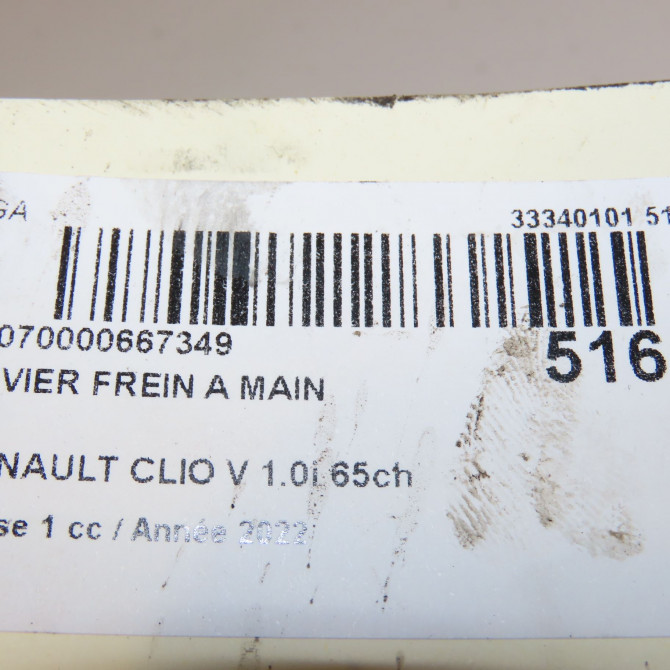 GA 33340101 51
070000667349 516
VIER FREIN A MAIN
NAULT CLIO V 1.0i 65ch
se 1 cc / Année 2022